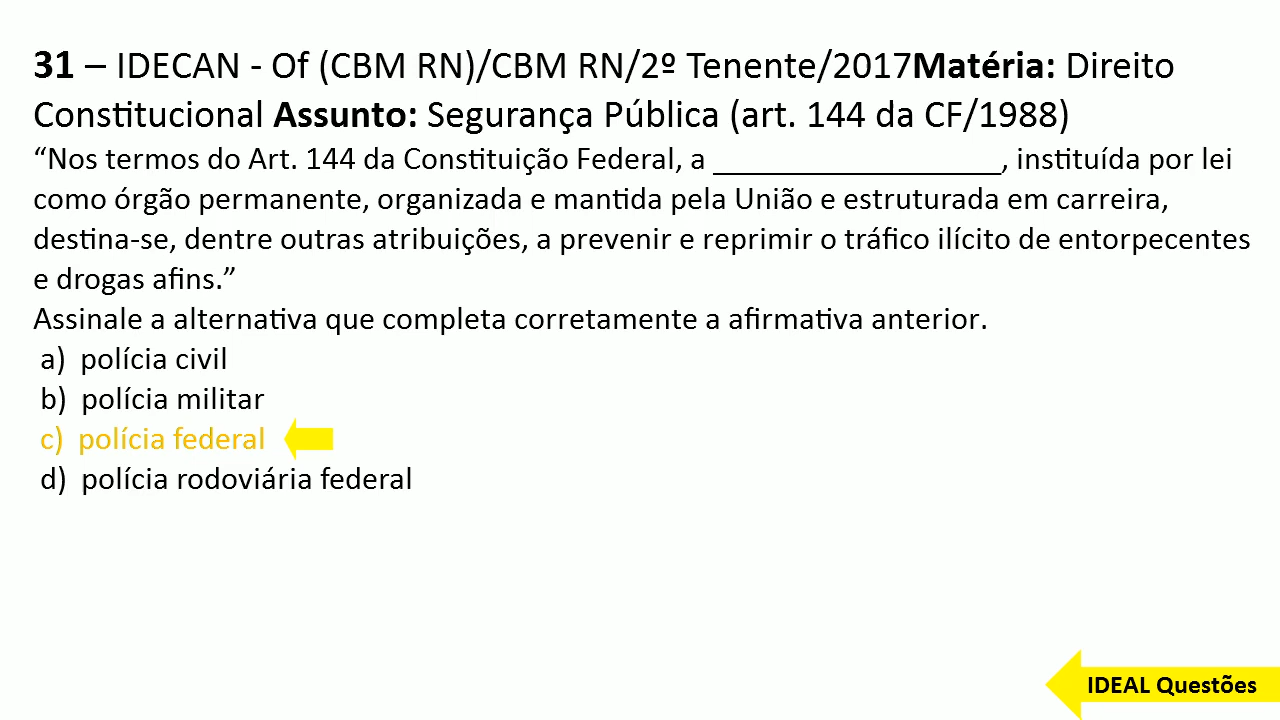 31 – IDECAN - Of (CBM RN)/CBM RN/2º Tenente/2017Matéria: Direito
Constitucional Assunto: Segurança Pública (art. 144 da CF/1988)
“Nos termos do Art. 144 da Constituição Federal, a __________________, instituída por lei
como órgão permanente, organizada e mantida pela União e estruturada em carreira,
destina-se, dentre outras atribuições, a prevenir e reprimir o tráfico ilícito de entorpecentes
e drogas afins.”
Assinale a alternativa que completa corretamente a afirmativa anterior.
a) polícia civil
b) polícia militar
c) polícia federal
d) polícia rodoviária federal
IDEAL Questões